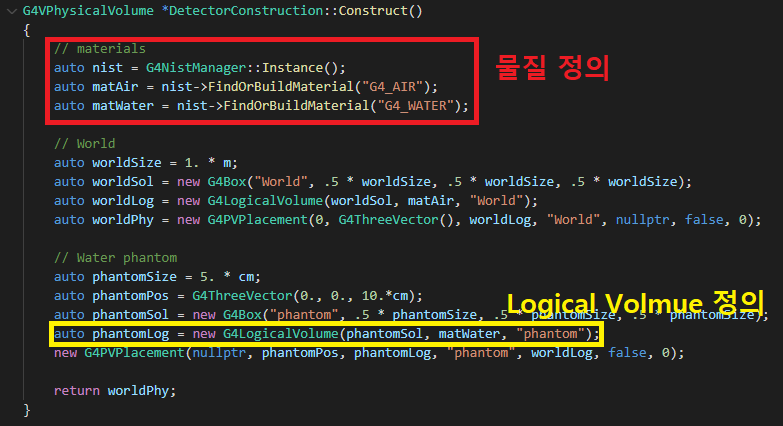 G4VPhysicalVolume *DetectorConstruction::Construct()
{
// materials
auto nist = G4NistManager::Instance();
auto matAir = nist->FindOrBuildMaterial("G4_AIR");
auto matWater = nist->FindOrBuildMaterial("G4_WATER");
물질 정의
// World
auto worldSize = 1. * m;
auto worldSol = new G4Box("World", .5 * worldSize, .5 * worldSize, .5 * worldSize);
auto worldLog = new G4LogicalVolume(worldSol, matAir, "World");
auto worldPhy = new G4PVPlacement(0, G4ThreeVector(), worldLog, "World", nullptr, false, 0);
// Water phantom
auto phantomSize = 5. * cm;
auto phantomPos = G4ThreeVector(0., 0., 10.*cm);
Logical Volmue 정의
auto phantomSol = new G4Box("phantom", .5 * phantomSize, .5 * phantomSize, .5 * phantomSize);
auto phantomLog = new G4LogicalVolume(phantomSol, matWater, "phantom");
new G4PVPlacement(nullptr, phantomPos, phantomLog, "phantom", worldLog, false, 0);
return worldPhy;
}